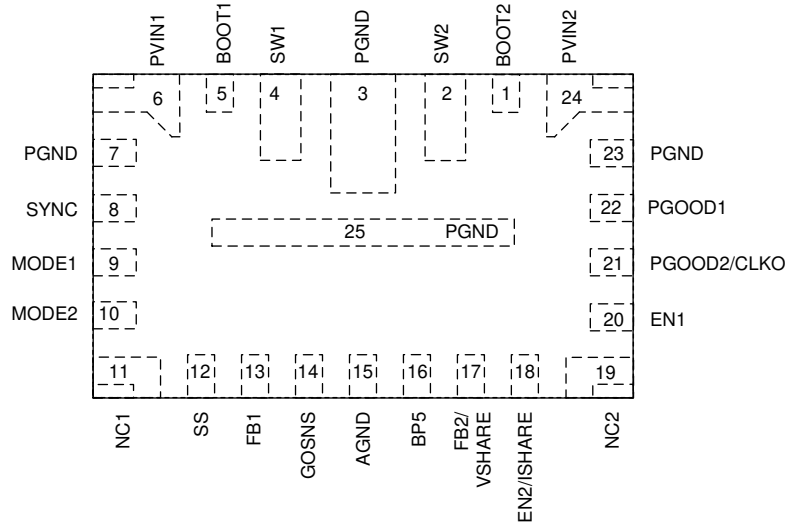 PVIN1
BOOT1
SW1
PGND
SW2
BOOT2
PVIN2
6
5
4
3
2
1
24
PGND 7
23 PGND
SYNC 8
22 PGOOD1
25 PGND
MODE1 9
21 PGOOD2/CLKO
MODE2 10
20 EN1
11
12
13
14
15
16
17
18
19
NC1
SS
FB1
GOSNS
AGND
BP5
FB2/
VSHARE
EN2/ISHARE
NC2